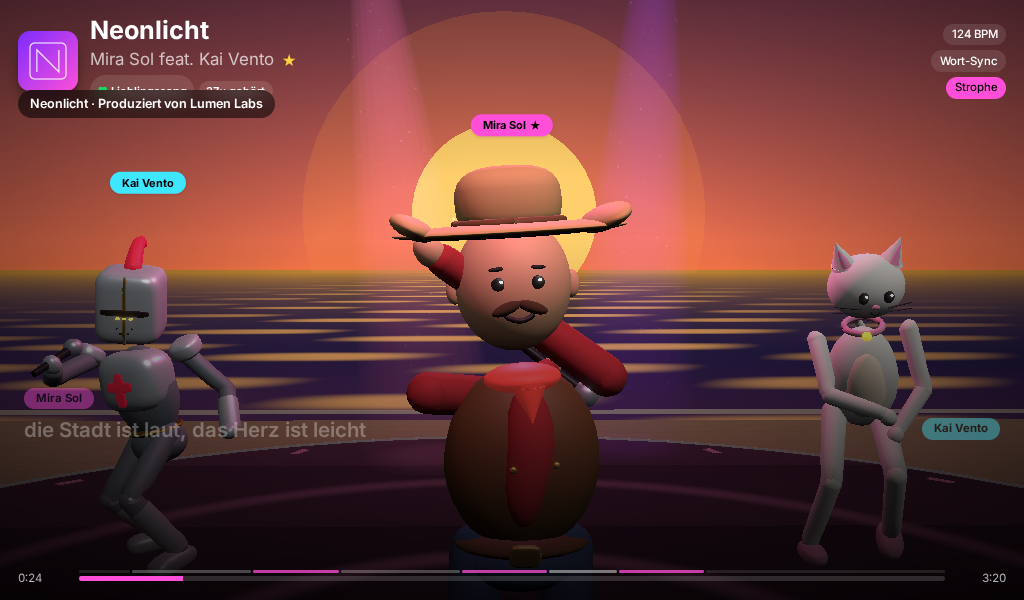 Neonlicht
Mira Sol feat. Kai Vento ★
Neonlicht · Produziert von Lumen Labs
124 BPM
Wort-Sync
Strophe
Mira Sol ★
Kai Vento
Mira Sol
die Stadt ist laut, das Herz ist leicht
Kai Vento
0:24
3:20